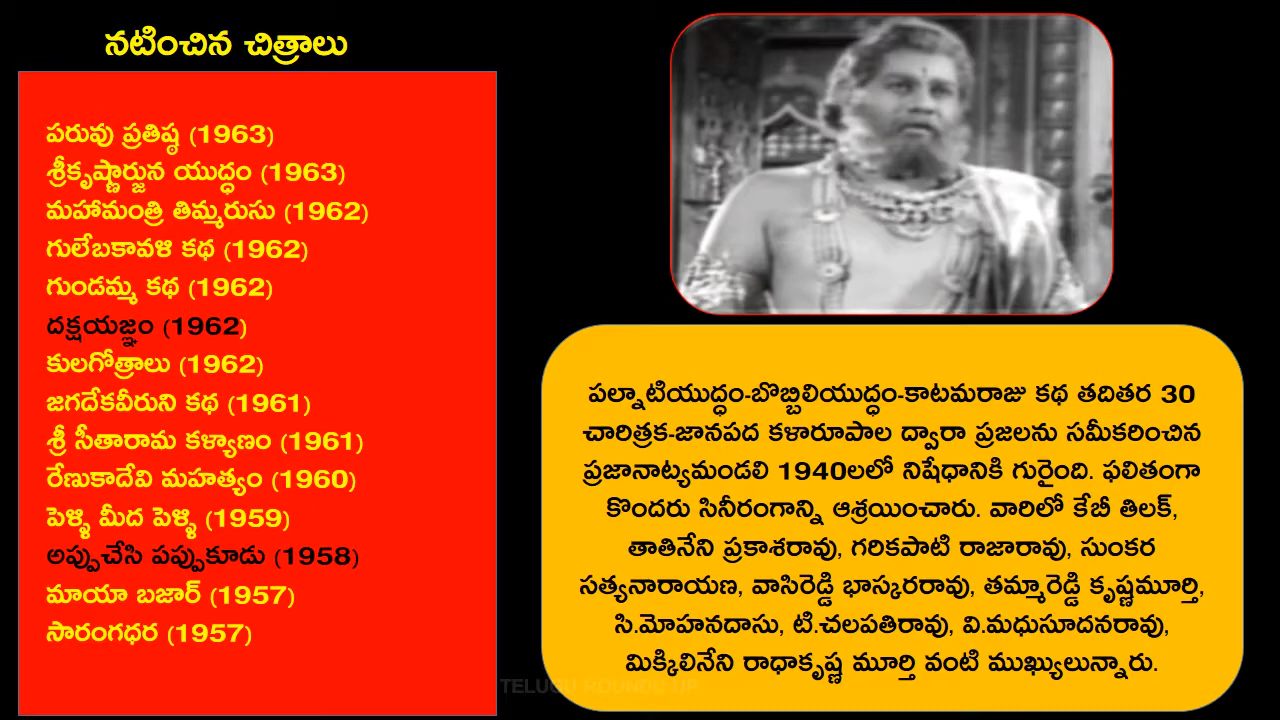 నటించిన చిత్రాలు
పరువు ప్రతిష్ఠ (1963)
శ్రీకృష్ణార్జున యుద్ధం (1963)
మహామంత్రి తిమ్మరుసు (1962)
గులేబకావళి కథ (1962)
గుండమ్మ కథ (1962)
దక్షయజ్ఞం (1962)
కులగోత్రాలు (1962)
జగదేకవీరుని కథ (1961)
శ్రీ సీతారామ కళ్యాణం (1961)
రేణుకాదేవి మహత్యం (1960)
పెళ్ళి మీద పెళ్ళి (1959)
అప్పుచేసి పప్పుకూడు (1958)
మాయా బజార్ (1957)
సారంగధర (1957)
పల్నాటియుద్ధం-బొబ్బిలియుద్ధం-కాటమరాజు కథ తదితర 30
చారిత్రక-జానపద కళారూపాల ద్వారా ప్రజలను సమీకరించిన
ప్రజానాట్యమండలి 1940లలో నిషేధానికి గురైంది. ఫలితంగా
కొందరు సినీరంగాన్ని ఆశ్రయించారు. వారిలో కేబీ తిలక్,
తాతినేని ప్రకాశరావు, గరికపాటి రాజారావు, సుంకర
సత్యనారాయణ, వాసిరెడ్డి భాస్కరరావు, తమ్మారెడ్డి కృష్ణమూర్తి,
సి.మోహనదాసు, టి.చలపతిరావు, వి.మధుసూదనరావు,
మిక్కిలినేని రాధాకృష్ణ మూర్తి వంటి ముఖ్యులున్నారు.
TELUGU ROUNDUP